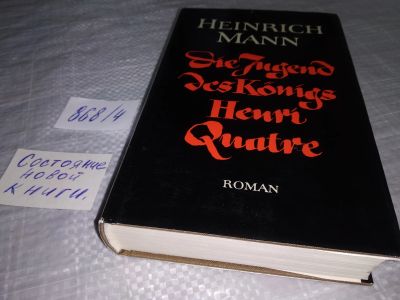 HEINRICH
MANN
Die Jugend
des Königs
Henri
Quatre
ROMAN
868/4
Состояние
новой
книги.